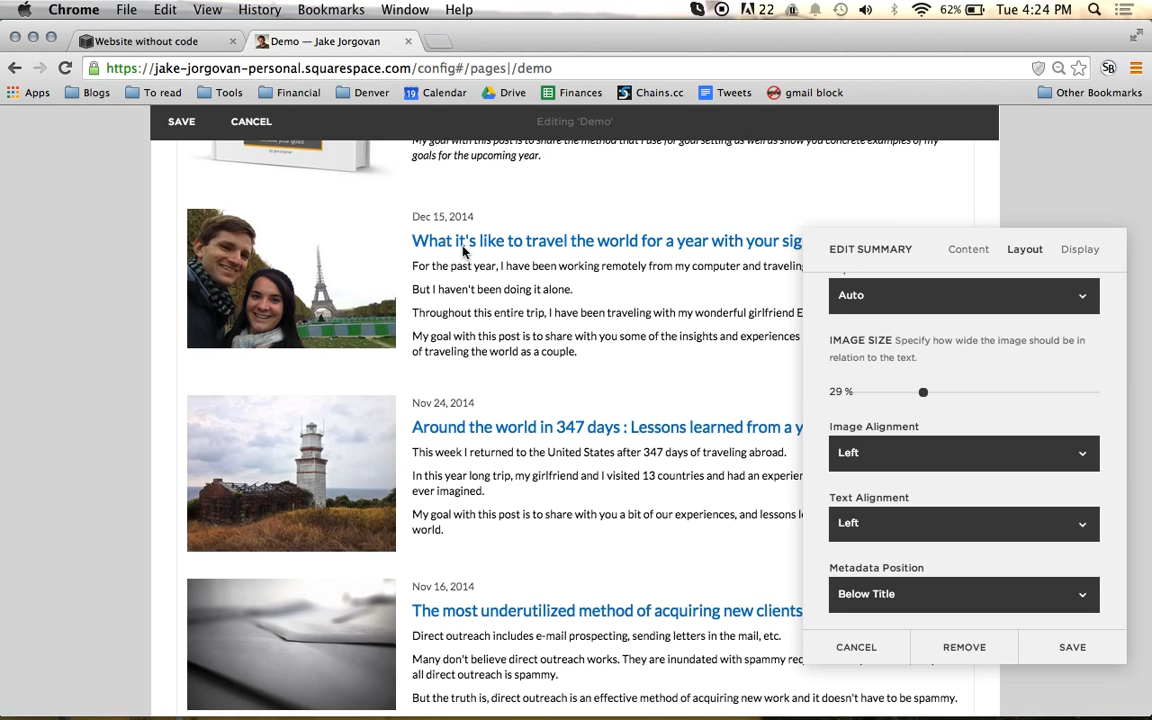 Chrome File Edit View History Bookmarks Window Help 22 62% Tue 4:24 PM
Website without code × Demo — Jake Jorgovan ×
https://jake-jorgovan-personal.squarespace.com/config#/pages|/demo
Apps Blogs To read Tools Financial Denver 19 Calendar Drive Finances Chains.cc Tweets gmail block Other Bookmarks
SAVE CANCEL Editing 'Demo'
My goal with this post is to share the method that I use for goal setting as well as show you concrete examples of my
goals for the upcoming year.
Dec 15, 2014
What it's like to travel the world for a year with your sig
For the past year, I have been working remotely from my computer and traveling
But I haven't been doing it alone.
Throughout this entire trip, I have been traveling with my wonderful girlfriend E
My goal with this post is to share with you some of the insights and experiences
of traveling the world as a couple.
Nov 24, 2014
Around the world in 347 days : Lessons learned from a y
This week I returned to the United States after 347 days of traveling abroad.
In this year long trip, my girlfriend and I visited 13 countries and had an experien
ever imagined.
My goal with this post is to share with you a bit of our experiences, and lessons l
world.
Nov 16, 2014
The most underutilized method of acquiring new clients
Direct outreach includes e-mail prospecting, sending letters in the mail, etc.
Many don't believe direct outreach works. They are inundated with spammy req
all direct outreach is spammy.
But the truth is, direct outreach is an effective method of acquiring new work and it doesn't have to be spammy.
EDIT SUMMARY Content Layout Display
Auto
IMAGE SIZE Specify how wide the image should be in
relation to the text.
29 %
Image Alignment
Left
Text Alignment
Left
Metadata Position
Below Title
CANCEL REMOVE SAVE